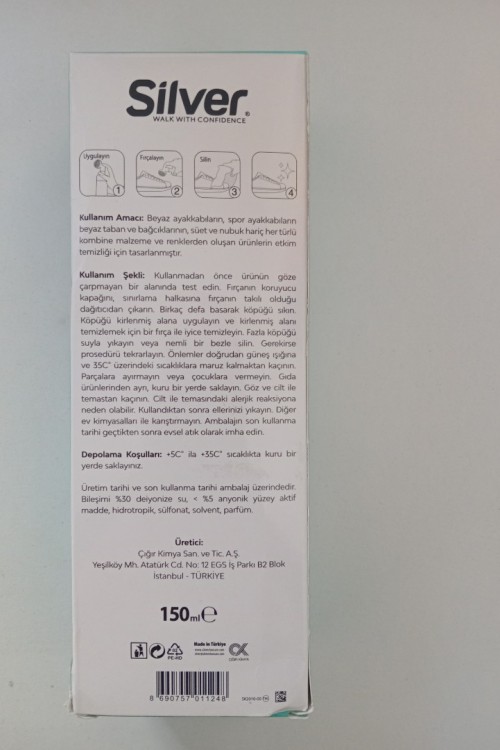 Silver®
WALK WITH CONFIDENCE
Uygulayın
1
Fırçalayın
2
Silin
3
4
Kullanım Amacı: Beyaz ayakkabıların, spor ayakkabıların
beyaz taban ve bağcıklarının, süet ve nubuk hariç her türlü
kombine malzeme ve renklerden oluşan ürünlerin etkim
temizliği için tasarlanmıştır.
Kullanım Şekli: Kullanmadan önce ürünün göze
çarpmayan bir alanında test edin. Fırçanın koruyucu
kapağını, sınırlama halkasına fırçanın takılı olduğu
dağıtıcıdan çıkarın. Birkaç defa basarak köpüğü sıkın.
Köpüğü kirlenmiş alana uygulayın ve kirlenmiş alanı
temizlemek için bir fırça ile iyice temizleyin. Fazla köpüğü
suyla yıkayın veya nemli bir bezle silin. Gerekirse
prosedürü tekrarlayın. Önlemler doğrudan güneş ışığına
ve 35C° üzerindeki sıcaklıklara maruz kalmaktan kaçının.
Parçalara ayırmayın veya çocuklara vermeyin. Gıda
ürünlerinden ayrı, kuru bir yerde saklayın. Göz ve cilt ile
temastan kaçının. Cilt ile temasındaki alerjik reaksiyona
neden olabilir. Kullandıktan sonra ellerinizi yıkayın. Diğer
ev kimyasalları ile karıştırmayın. Ambalajın son kullanma
tarihi geçtikten sonra evsel atık olarak imha edin.
Depolama Koşulları: +5C° ila +35C° sıcaklıkta kuru bir
yerde saklayınız.
Üretim tarihi ve son kullanma tarihi ambalaj üzerindedir.
Bileşimi %30 deiyonize su, < %5 anyonik yüzey aktif
madde, hidrotropik, sülfonat, solvent, parfüm.
Üretici:
Çığır Kimya San. ve Tic. A.Ş.
Yeşilköy Mh. Atatürk Cd. No: 12 EGS İş Parkı B2 Blok
İstanbul - TÜRKİYE
150ml e
Made in Türkiye
PE-HD
8 690757 011248